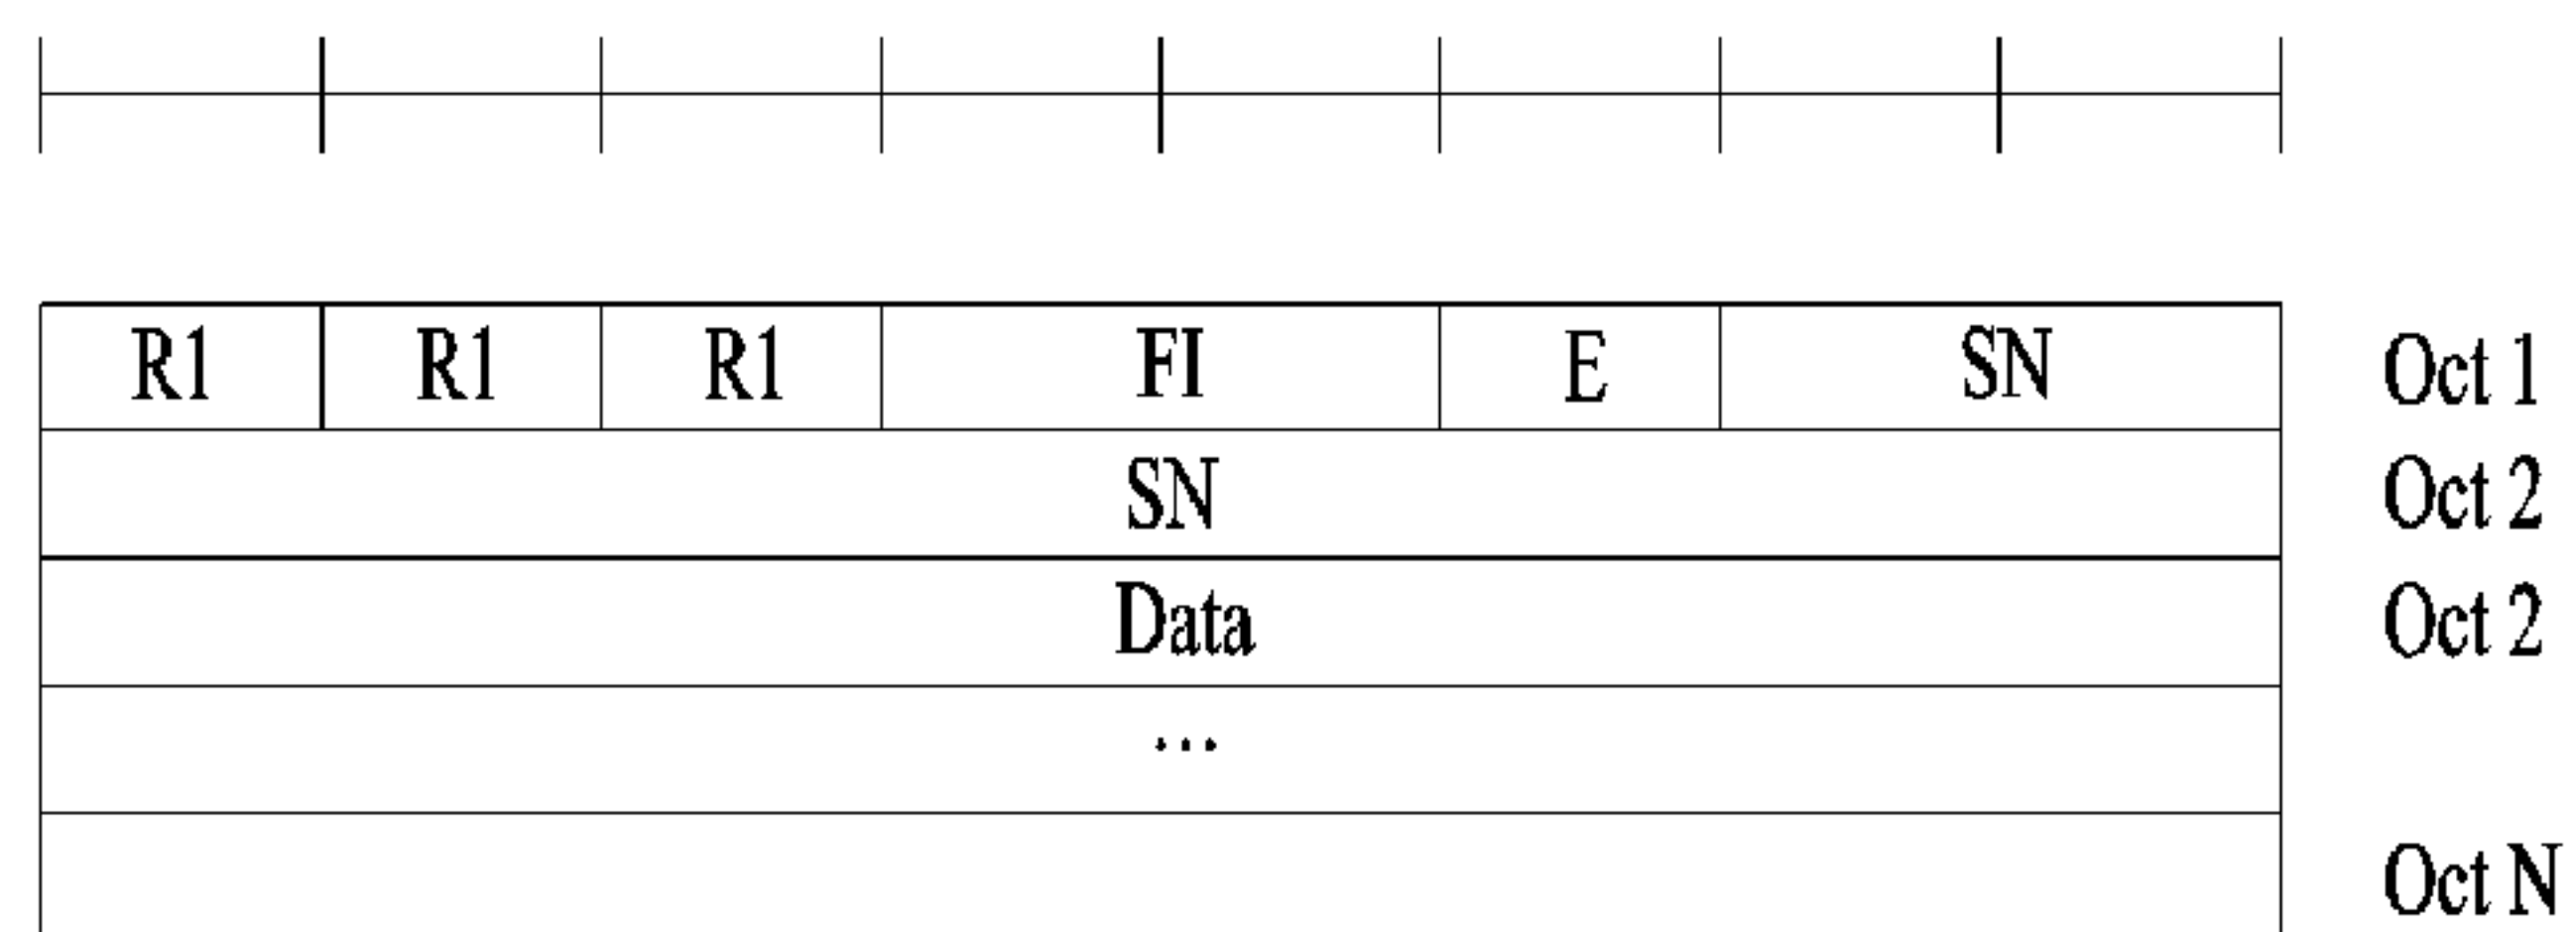 R1 R1 R1 FI E SN Oct 1
SN Oct 2
Data Oct 2
...
Oct N